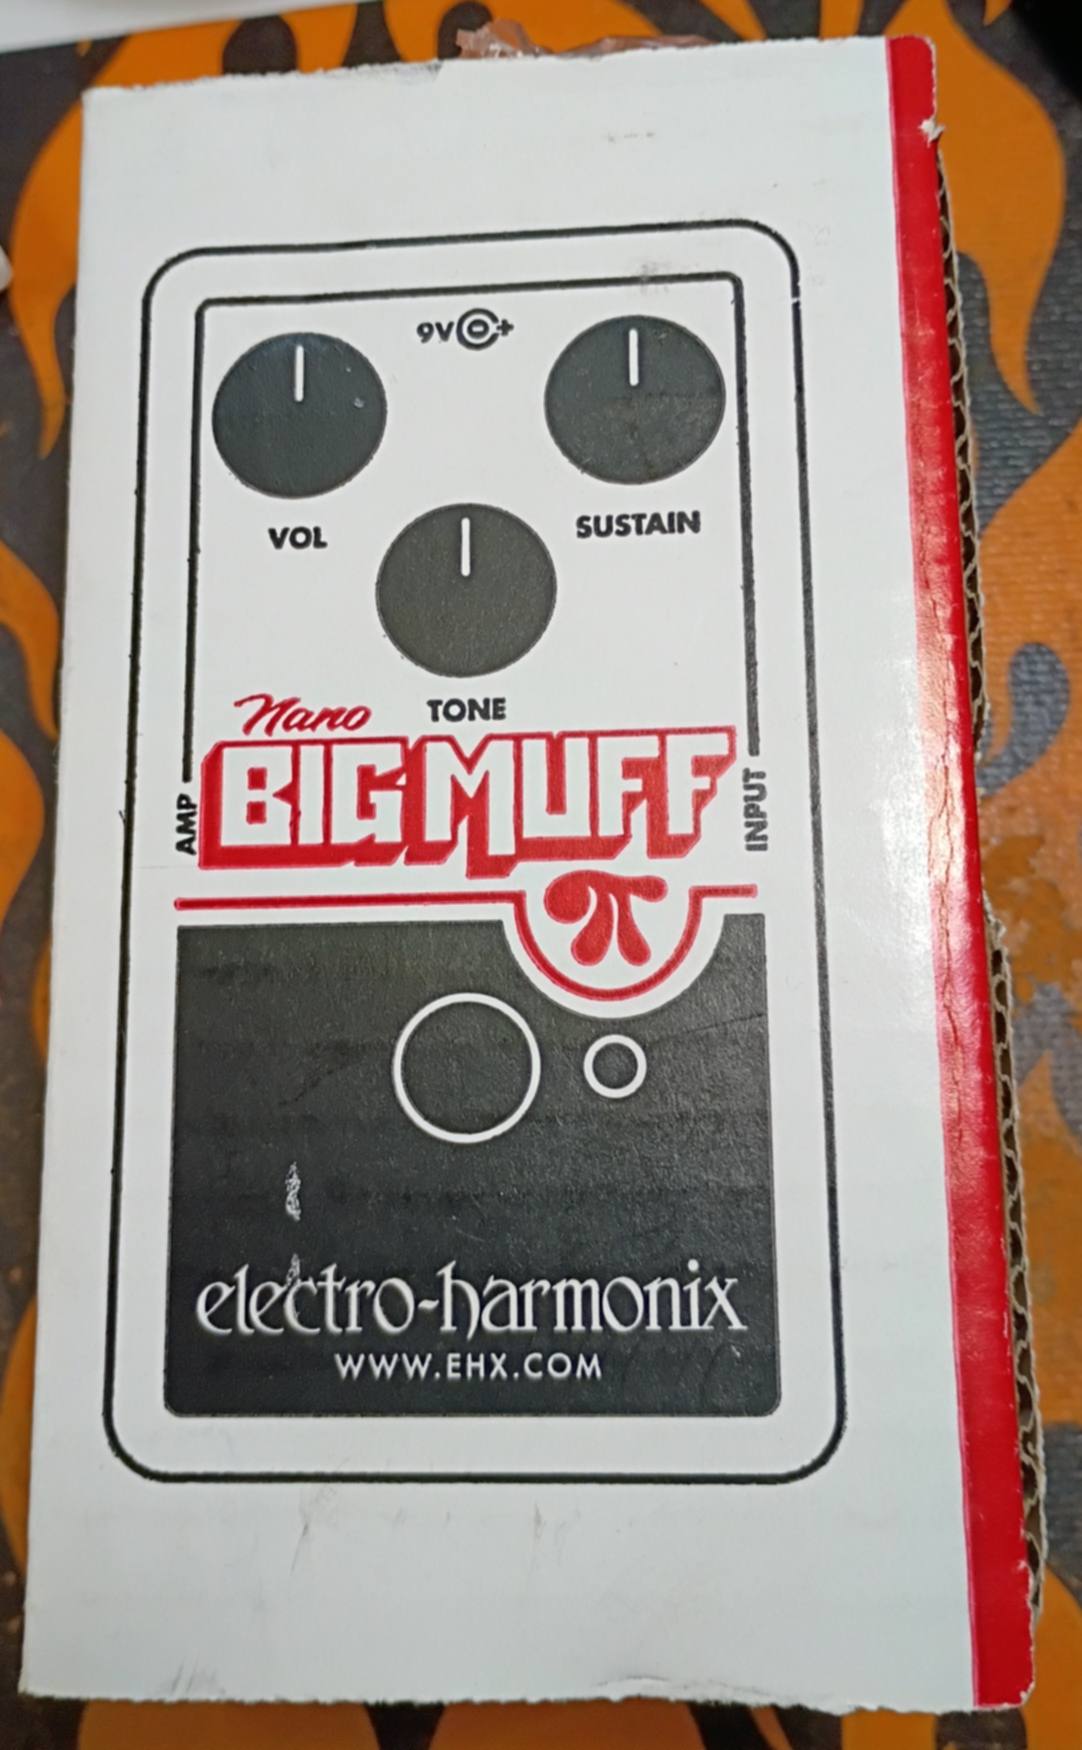 9V
VOL
SUSTAIN
TONE
Nano
BIG MUFF
AMP
INPUT
π
electro-harmonix
WWW.EHX.COM